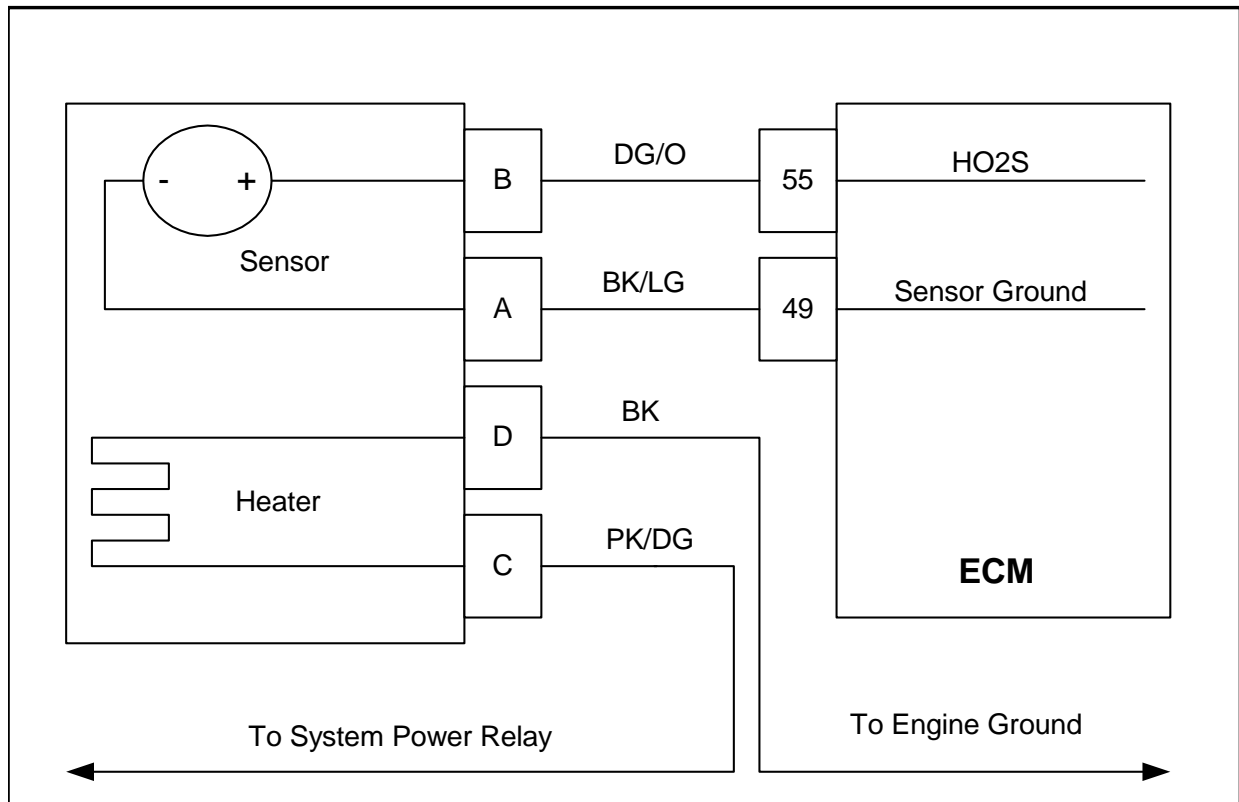 B
DG/O
55
HO2S
- +
Sensor
A
BK/LG
49
Sensor Ground
D
BK
Heater
C
PK/DG
ECM
To System Power Relay
To Engine Ground